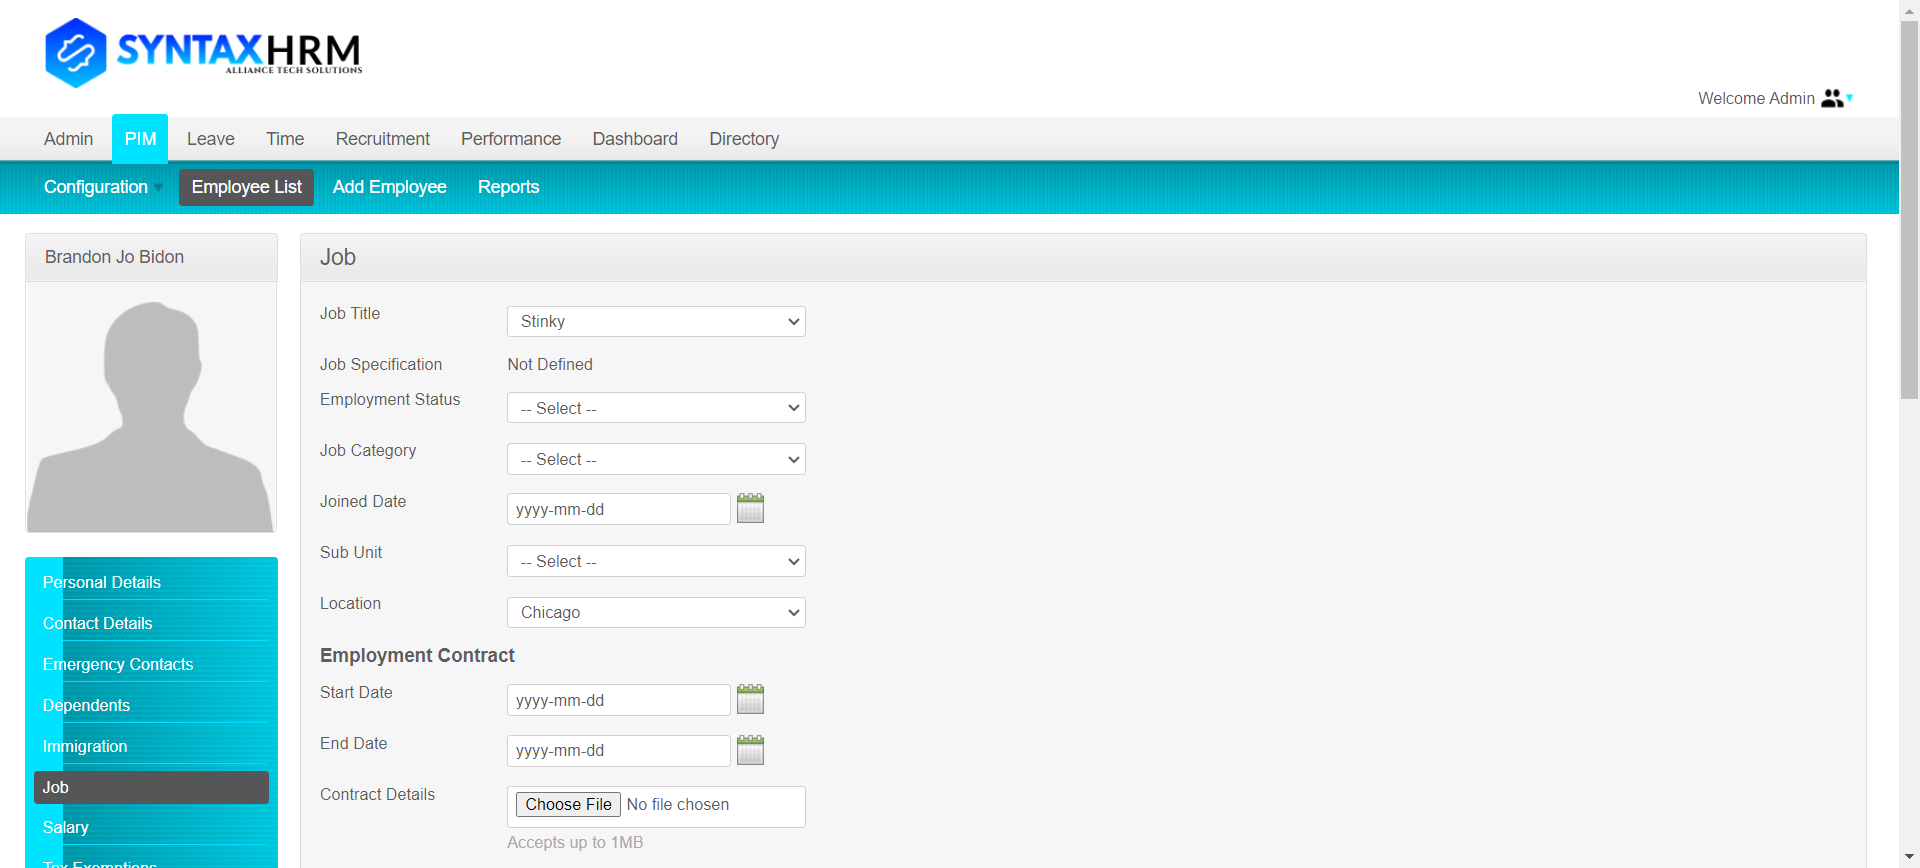 SYNTAXHRM
ALLIANCE TECH SOLUTIONS
Welcome Admin
Admin PIM Leave Time Recruitment Performance Dashboard Directory
Configuration Employee List Add Employee Reports
Brandon Jo Bidon
Personal Details
Contact Details
Emergency Contacts
Dependents
Immigration
Job
Salary
Tax Exemptions
Job
Job Title Stinky
Job Specification Not Defined
Employment Status -- Select --
Job Category -- Select --
Joined Date yyyy-mm-dd
Sub Unit -- Select --
Location Chicago
Employment Contract
Start Date yyyy-mm-dd
End Date yyyy-mm-dd
Contract Details Choose File No file chosen
Accepts up to 1MB